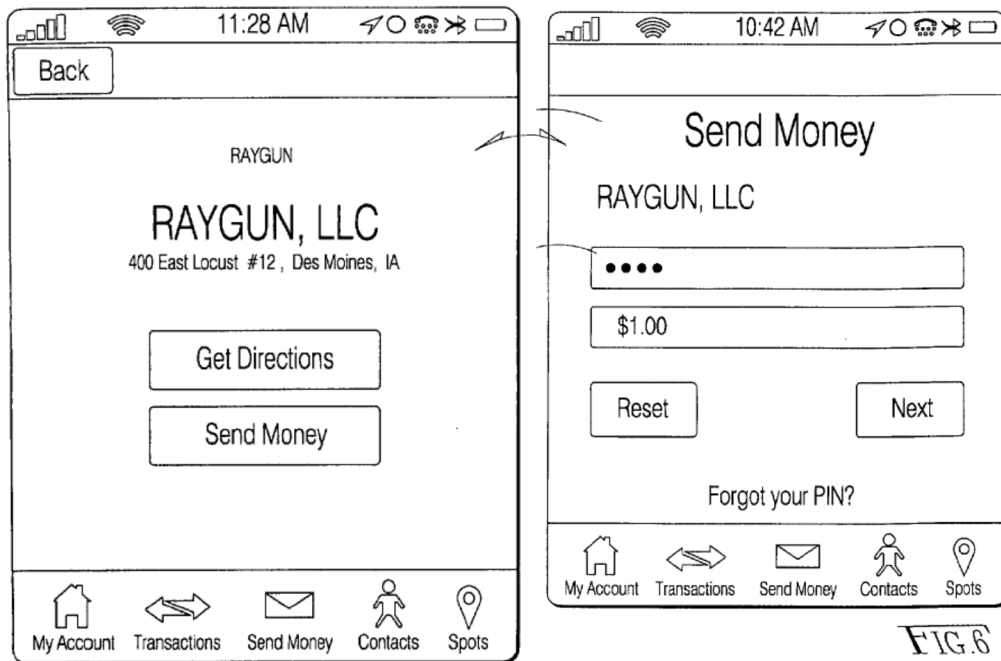 11:28 AM
Back
RAYGUN
RAYGUN, LLC
400 East Locust #12 , Des Moines, IA
Get Directions
Send Money
My Account Transactions Send Money Contacts Spots
10:42 AM
Send Money
RAYGUN, LLC
••••
$1.00
Reset Next
Forgot your PIN?
My Account Transactions Send Money Contacts Spots
FIG.6